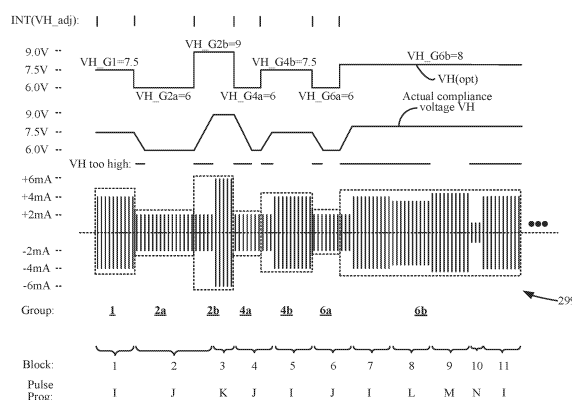 INT(VH_adj):
9.0V
7.5V
6.0V
VH_G1=7.5
VH_G2a=6
VH_G2b=9
VH_G4a=6
VH_G4b=7.5
VH_G6a=6
VH_G6b=8
VH(opt)
9.0V
7.5V
6.0V
Actual compliance
voltage VH
VH too high:
+6mA
+4mA
+2mA
-2mA
-4mA
-6mA
299
Group: 1 2a 2b 4a 4b 6a 6b
Block: 1 2 3 4 5 6 7 8 9 10 11
Pulse
Prog: I J K J I J I L M N I